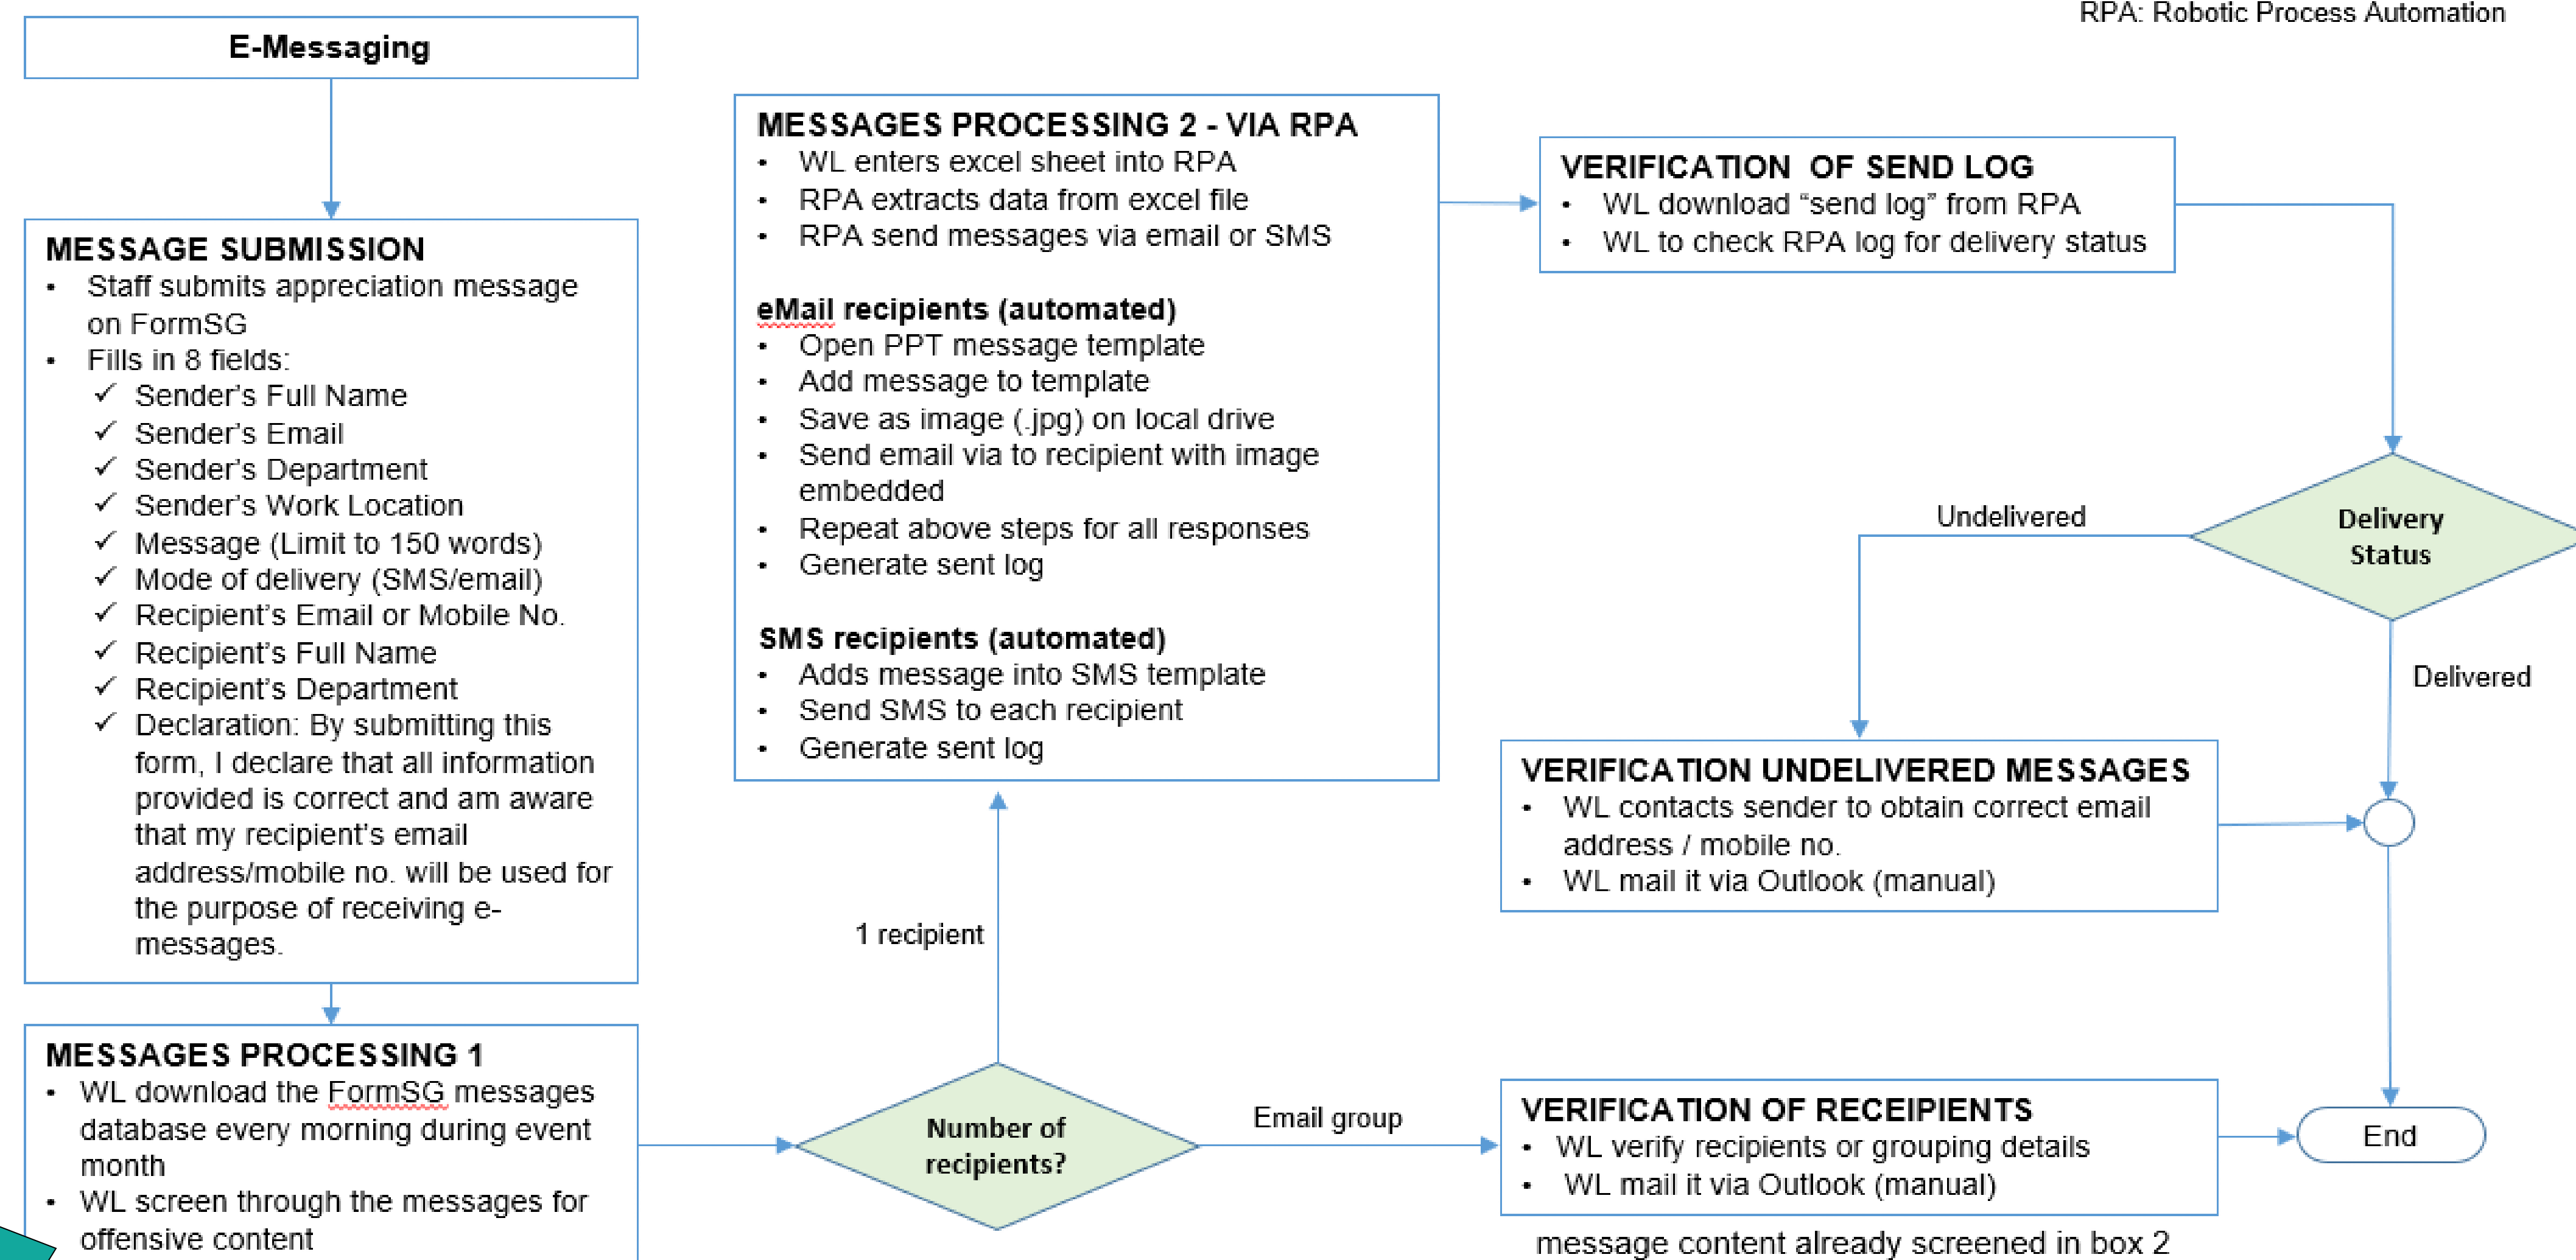 RPA: Robotic Process Automation
E-Messaging
MESSAGE SUBMISSION
• Staff submits appreciation message
on FormSG
• Fills in 8 fields:
✓ Sender’s Full Name
✓ Sender’s Email
✓ Sender’s Department
✓ Sender’s Work Location
✓ Message (Limit to 150 words)
✓ Mode of delivery (SMS/email)
✓ Recipient’s Email or Mobile No.
✓ Recipient’s Full Name
✓ Recipient’s Department
✓ Declaration: By submitting this
form, I declare that all information
provided is correct and am aware
that my recipient’s email
address/mobile no. will be used for
the purpose of receiving e-
messages.
MESSAGES PROCESSING 1
• WL download the FormSG messages
database every morning during event
month
• WL screen through the messages for
offensive content
Number of
recipients?
1 recipient
Email group
MESSAGES PROCESSING 2 - VIA RPA
• WL enters excel sheet into RPA
• RPA extracts data from excel file
• RPA send messages via email or SMS
eMail recipients (automated)
• Open PPT message template
• Add message to template
• Save as image (.jpg) on local drive
• Send email via to recipient with image
embedded
• Repeat above steps for all responses
• Generate sent log
SMS recipients (automated)
• Adds message into SMS template
• Send SMS to each recipient
• Generate sent log
VERIFICATION OF SEND LOG
• WL download “send log” from RPA
• WL to check RPA log for delivery status
Delivery
Status
Undelivered
Delivered
VERIFICATION UNDELIVERED MESSAGES
• WL contacts sender to obtain correct email
address / mobile no.
• WL mail it via Outlook (manual)
VERIFICATION OF RECEIPIENTS
• WL verify recipients or grouping details
• WL mail it via Outlook (manual)
message content already screened in box 2
End